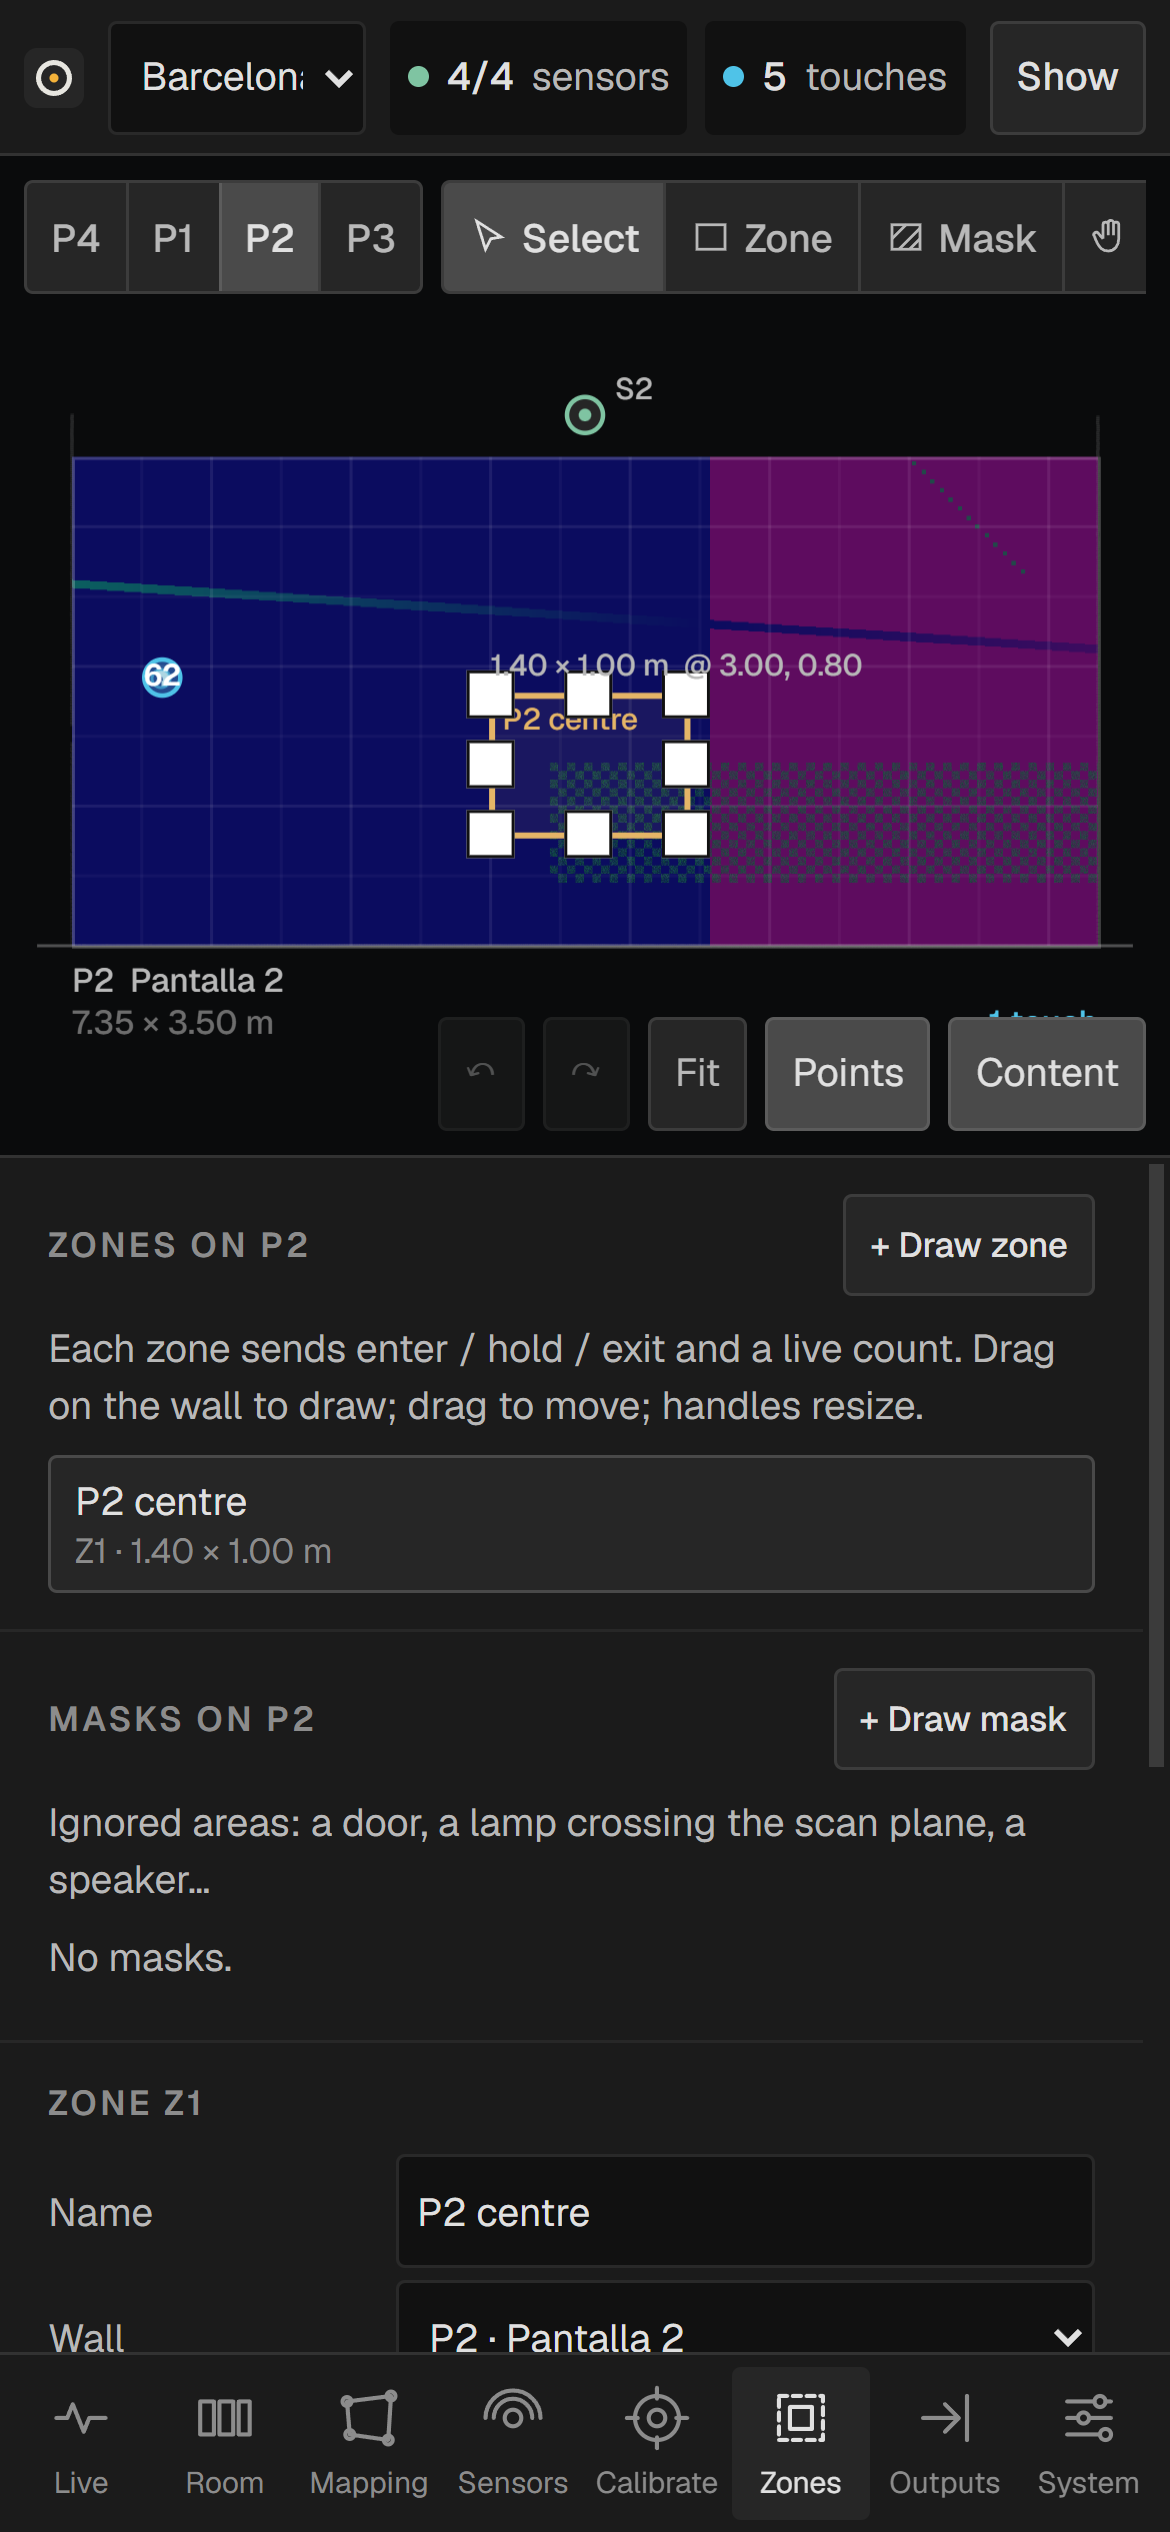 Barcelona
4/4 sensors
5 touches
Show
P4 P1 P2 P3
Select Zone Mask
S2
62
1.40 × 1.00 m @ 3.00, 0.80
P2 centre
P2 Pantalla 2
7.35 × 3.50 m
1 touch
Fit Points Content
ZONES ON P2
+ Draw zone
Each zone sends enter / hold / exit and a live count. Drag
on the wall to draw; drag to move; handles resize.
P2 centre
Z1 · 1.40 × 1.00 m
MASKS ON P2
+ Draw mask
Ignored areas: a door, a lamp crossing the scan plane, a
speaker...
No masks.
ZONE Z1
Name P2 centre
Wall P2 · Pantalla 2
Live Room Mapping Sensors Calibrate Zones Outputs System